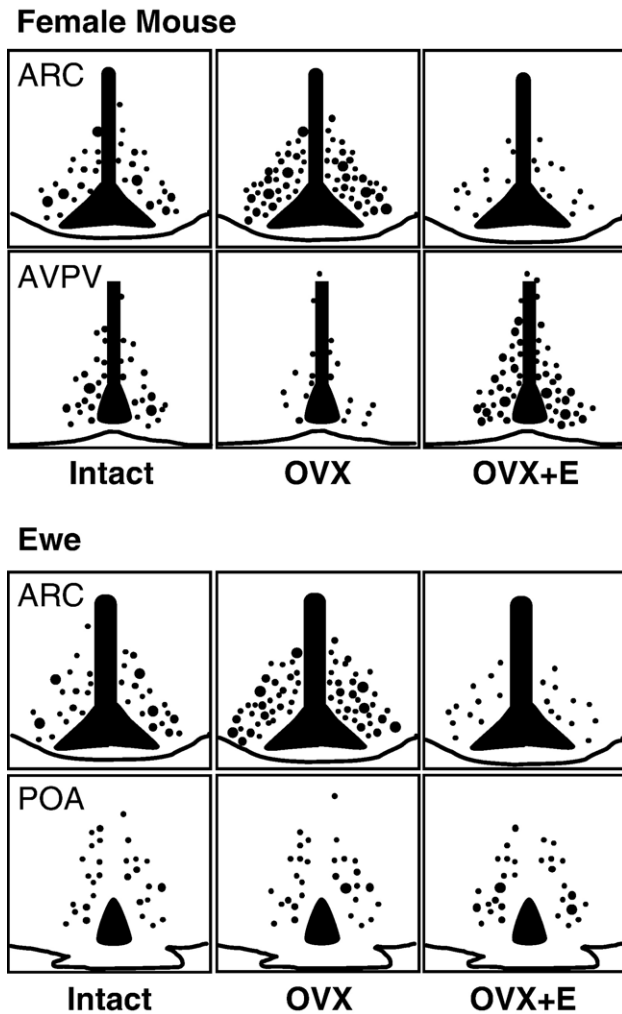 Female Mouse
ARC
AVPV
Intact OVX OVX+E
Ewe
ARC
POA
Intact OVX OVX+E